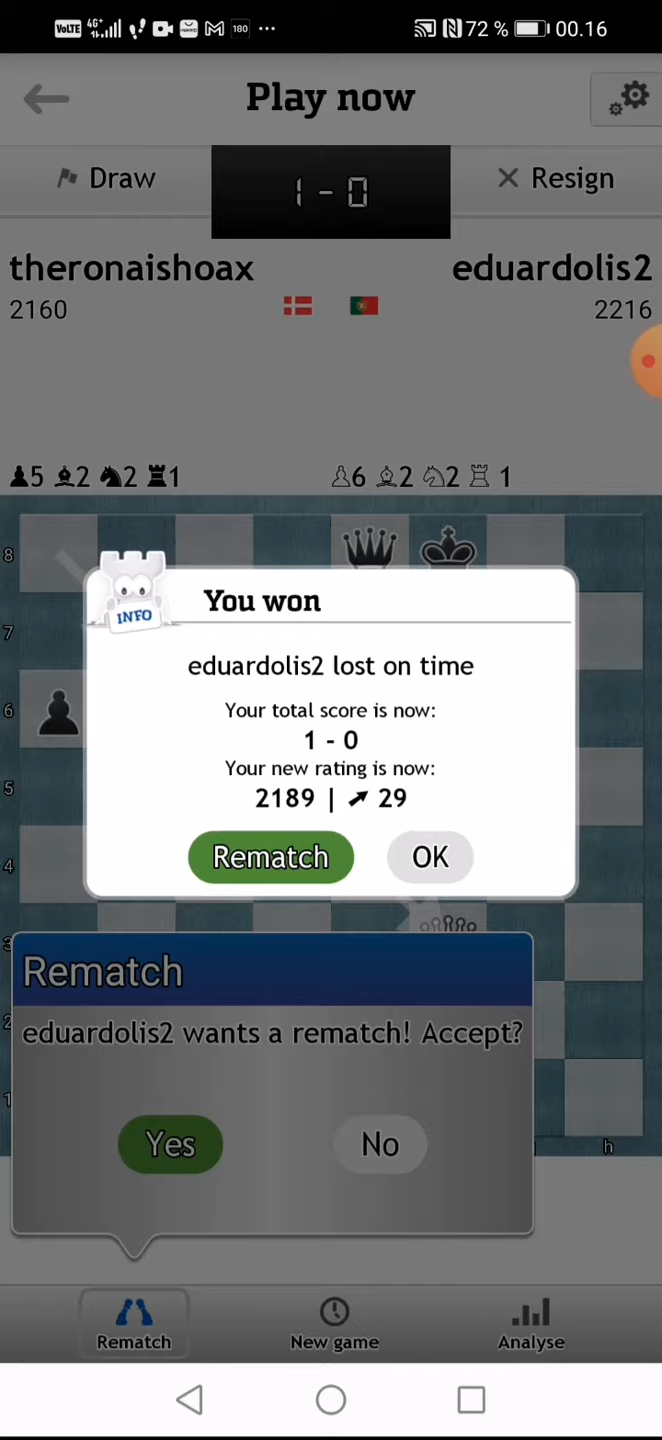 VoLTE 4G+ 180 ... 72 % 00.16
Play now
Draw 1 - 0 Resign
theronaishoax eduardolis2
2160 2216
5 2 2 1 6 2 2 1
8
INFO You won
7
eduardolis2 lost on time
6 Your total score is now:
1 - 0
Your new rating is now:
5 2189 | 29
4 Rematch OK
3
Rematch
2 eduardolis2 wants a rematch! Accept?
1
Yes No h
Rematch New game Analyse